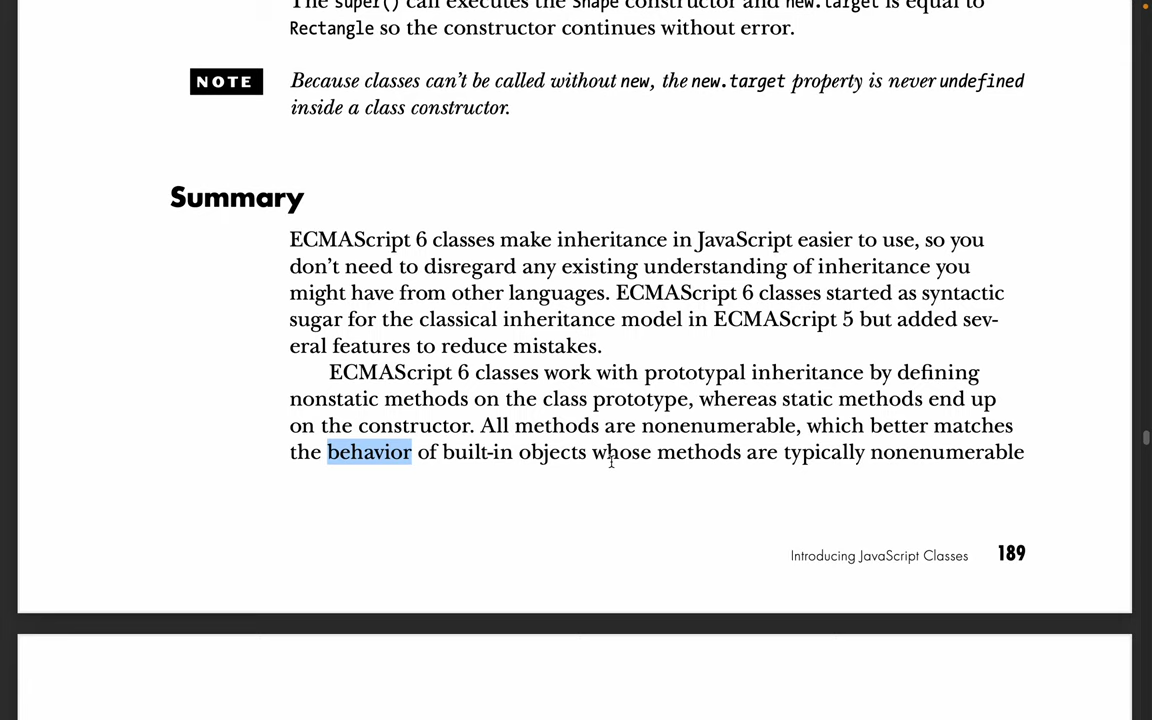 The super() call executes the Shape constructor and new.target is equal to
Rectangle so the constructor continues without error.
NOTE Because classes can’t be called without new, the new.target property is never undefined
inside a class constructor.
Summary
ECMAScript 6 classes make inheritance in JavaScript easier to use, so you
don’t need to disregard any existing understanding of inheritance you
might have from other languages. ECMAScript 6 classes started as syntactic
sugar for the classical inheritance model in ECMAScript 5 but added sev-
eral features to reduce mistakes.
ECMAScript 6 classes work with prototypal inheritance by defining
nonstatic methods on the class prototype, whereas static methods end up
on the constructor. All methods are nonenumerable, which better matches
the behavior of built-in objects whose methods are typically nonenumerable
Introducing JavaScript Classes 189